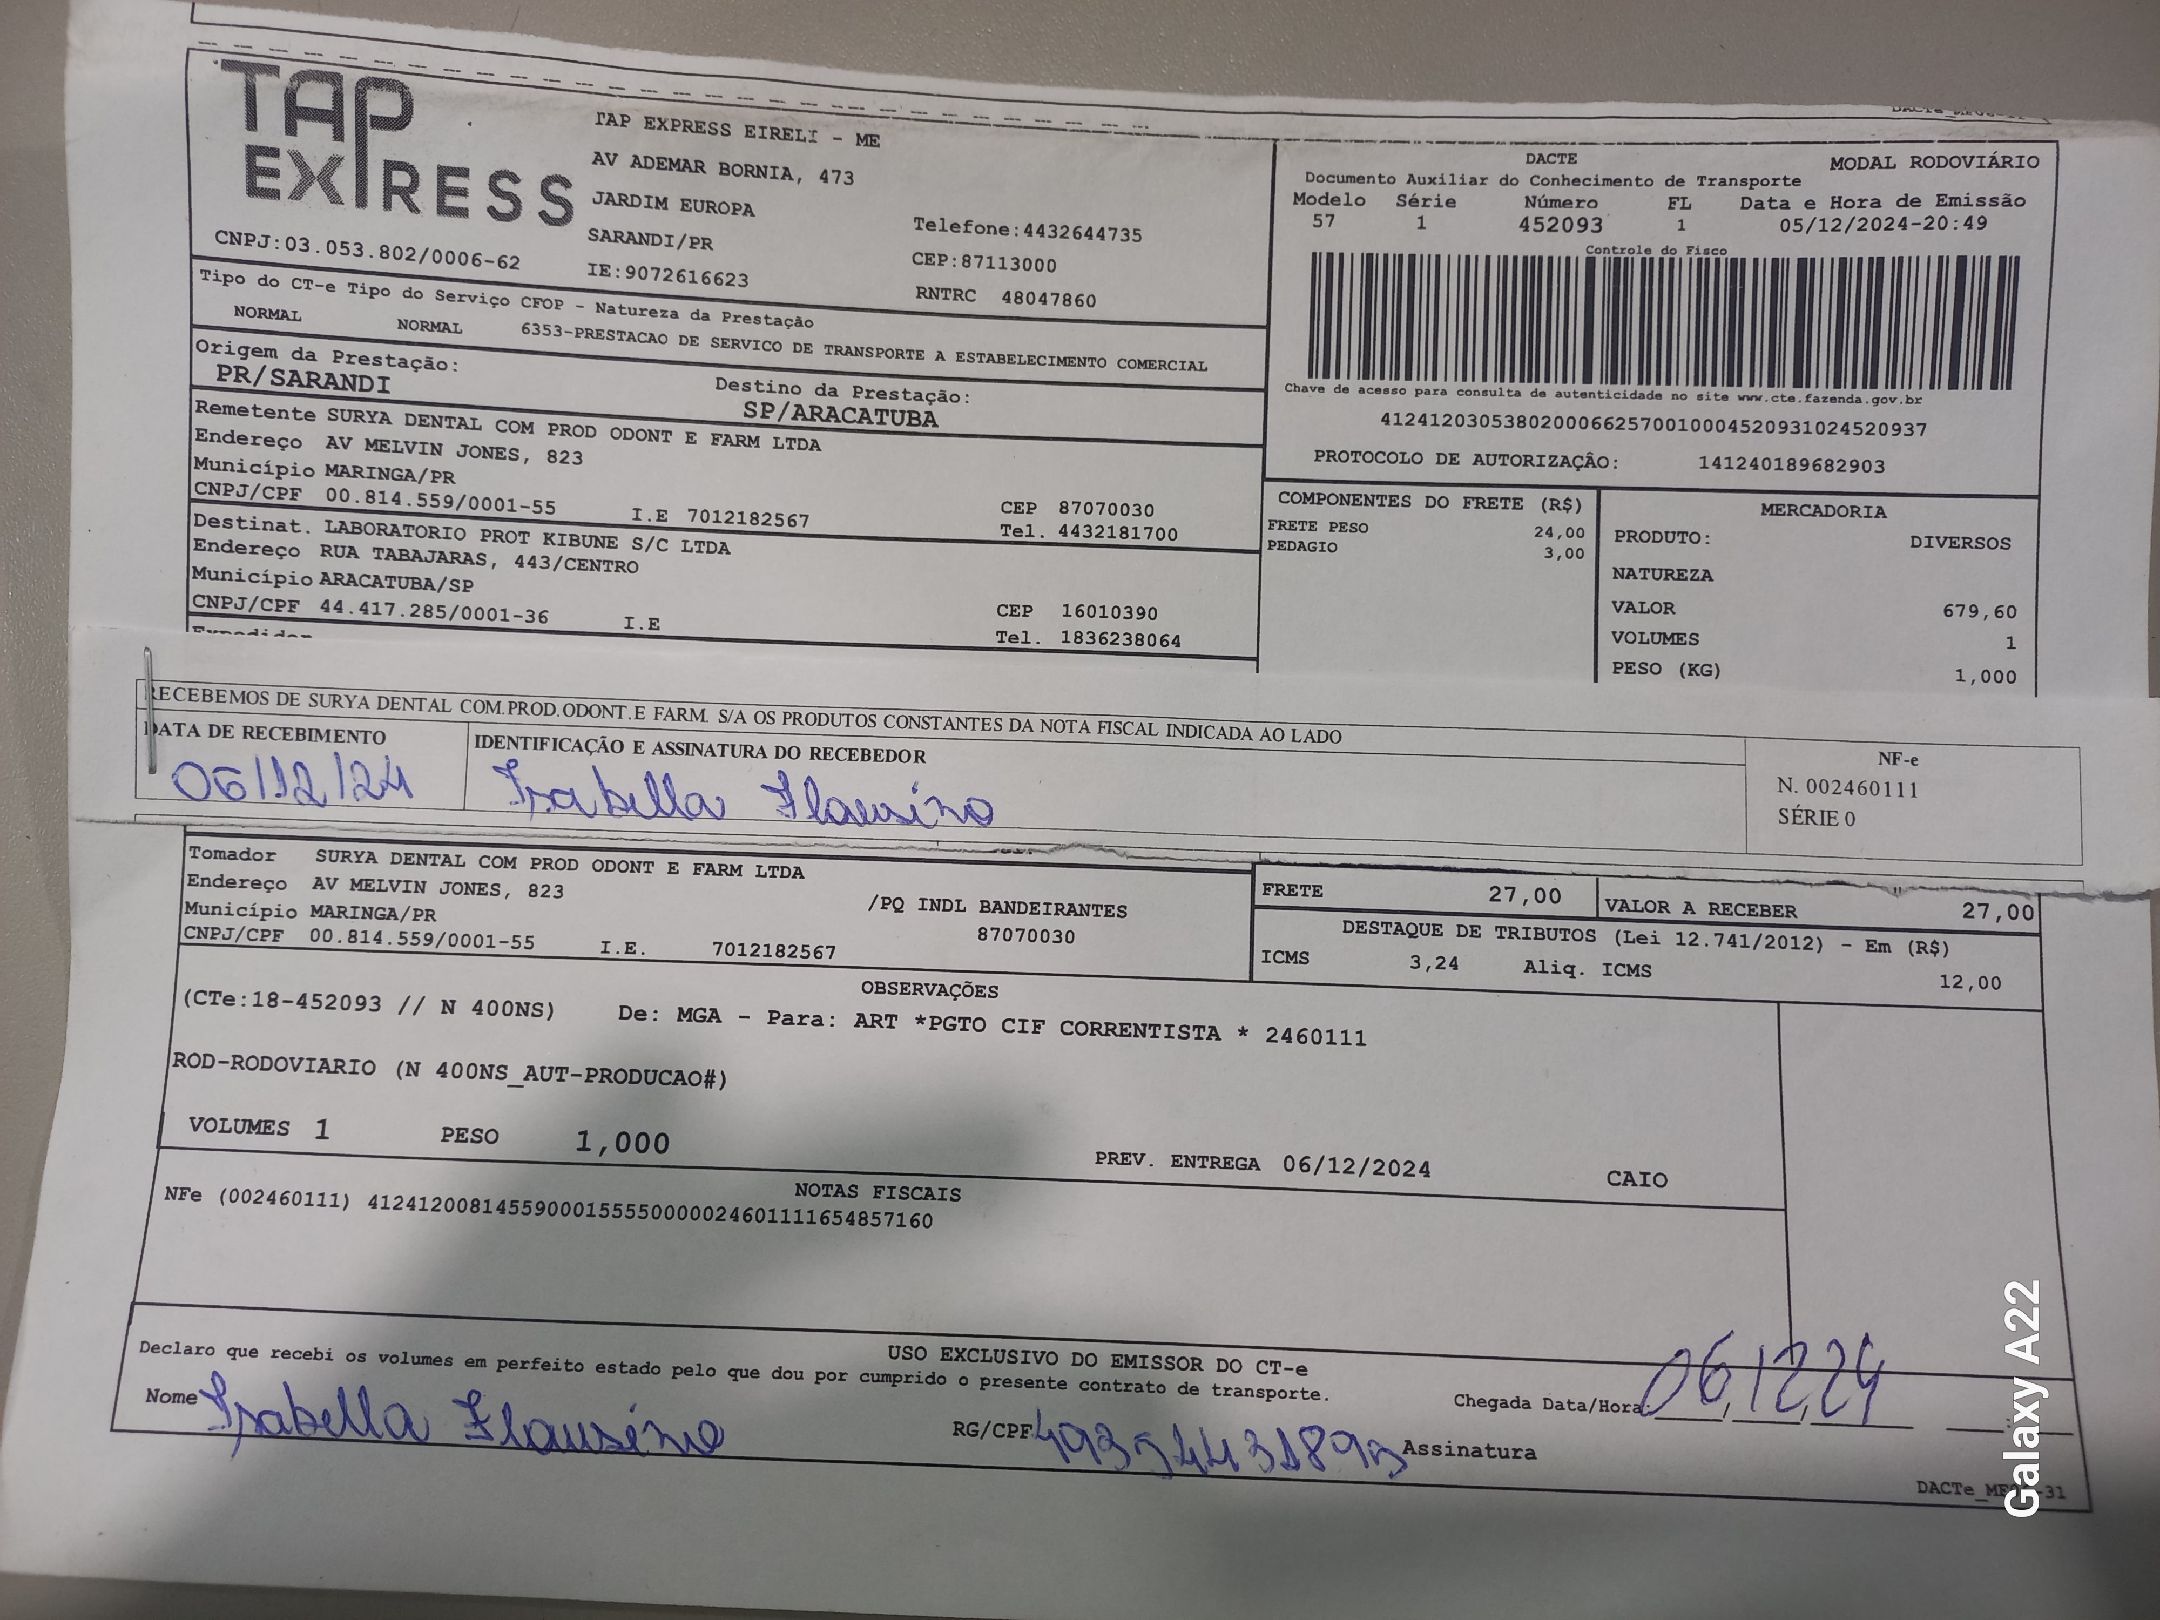 TAP
EXPRESS
CNPJ:03.053.802/0006-62
TAP EXPRESS EIRELI - ME
AV ADEMAR BORNIA, 473
JARDIM EUROPA
SARANDI/PR
IE:9072616623
Telefone:4432644735
CEP:87113000
RNTRC 48047860
DACTE MODAL RODOVIÁRIO
Documento Auxiliar do Conhecimento de Transporte
Modelo Série Número FL Data e Hora de Emissão
57 1 452093 1 05/12/2024-20:49
Controle do Fisco
Chave de acesso para consulta de autenticidade no site www.cte.fazenda.gov.br
41241203053802000662570010004520931024520937
PROTOCOLO DE AUTORIZAÇÂO: 141240189682903
Tipo do CT-e Tipo do Serviço CFOP - Natureza da Prestação
NORMAL NORMAL 6353-PRESTACAO DE SERVICO DE TRANSPORTE A ESTABELECIMENTO COMERCIAL
Origem da Prestação: Destino da Prestação:
PR/SARANDI SP/ARACATUBA
Remetente SURYA DENTAL COM PROD ODONT E FARM LTDA
Endereço AV MELVIN JONES, 823
Município MARINGA/PR CEP 87070030
CNPJ/CPF 00.814.559/0001-55 I.E 7012182567 Tel. 4432181700
Destinat. LABORATORIO PROT KIBUNE S/C LTDA
Endereço RUA TABAJARAS, 443/CENTRO
Município ARACATUBA/SP CEP 16010390
CNPJ/CPF 44.417.285/0001-36 I.E Tel. 1836238064
COMPONENTES DO FRETE (R$)
FRETE PESO 24,00
PEDAGIO 3,00
MERCADORIA
PRODUTO: DIVERSOS
NATUREZA
VALOR 679,60
VOLUMES 1
PESO (KG) 1,000
RECEBEMOS DE SURYA DENTAL COM.PROD.ODONT.E FARM. S/A OS PRODUTOS CONSTANTES DA NOTA FISCAL INDICADA AO LADO
DATA DE RECEBIMENTO IDENTIFICAÇÃO E ASSINATURA DO RECEBEDOR
06/12/24 Isabella Flausino
NF-e
N. 002460111
SÉRIE 0
Tomador SURYA DENTAL COM PROD ODONT E FARM LTDA
Endereço AV MELVIN JONES, 823 /PQ INDL BANDEIRANTES
Município MARINGA/PR 87070030
CNPJ/CPF 00.814.559/0001-55 I.E. 7012182567
FRETE 27,00 VALOR A RECEBER 27,00
DESTAQUE DE TRIBUTOS (Lei 12.741/2012) - Em (R$)
ICMS 3,24 Aliq. ICMS 12,00
OBSERVAÇÕES
(CTe:18-452093 // N 400NS) De: MGA - Para: ART *PGTO CIF CORRENTISTA * 2460111
ROD-RODOVIARIO (N 400NS_AUT-PRODUCAO#)
VOLUMES 1 PESO 1,000 PREV. ENTREGA 06/12/2024 CAIO
NOTAS FISCAIS
NFe (002460111) 41241200814559000155550000024601111654857160
USO EXCLUSIVO DO EMISSOR DO CT-e
Declaro que recebi os volumes em perfeito estado pelo que dou por cumprido o presente contrato de transporte.
Nome Isabella Flausino RG/CPF Assinatura
Chegada Data/Hora: 06/12/24
Galaxy A22